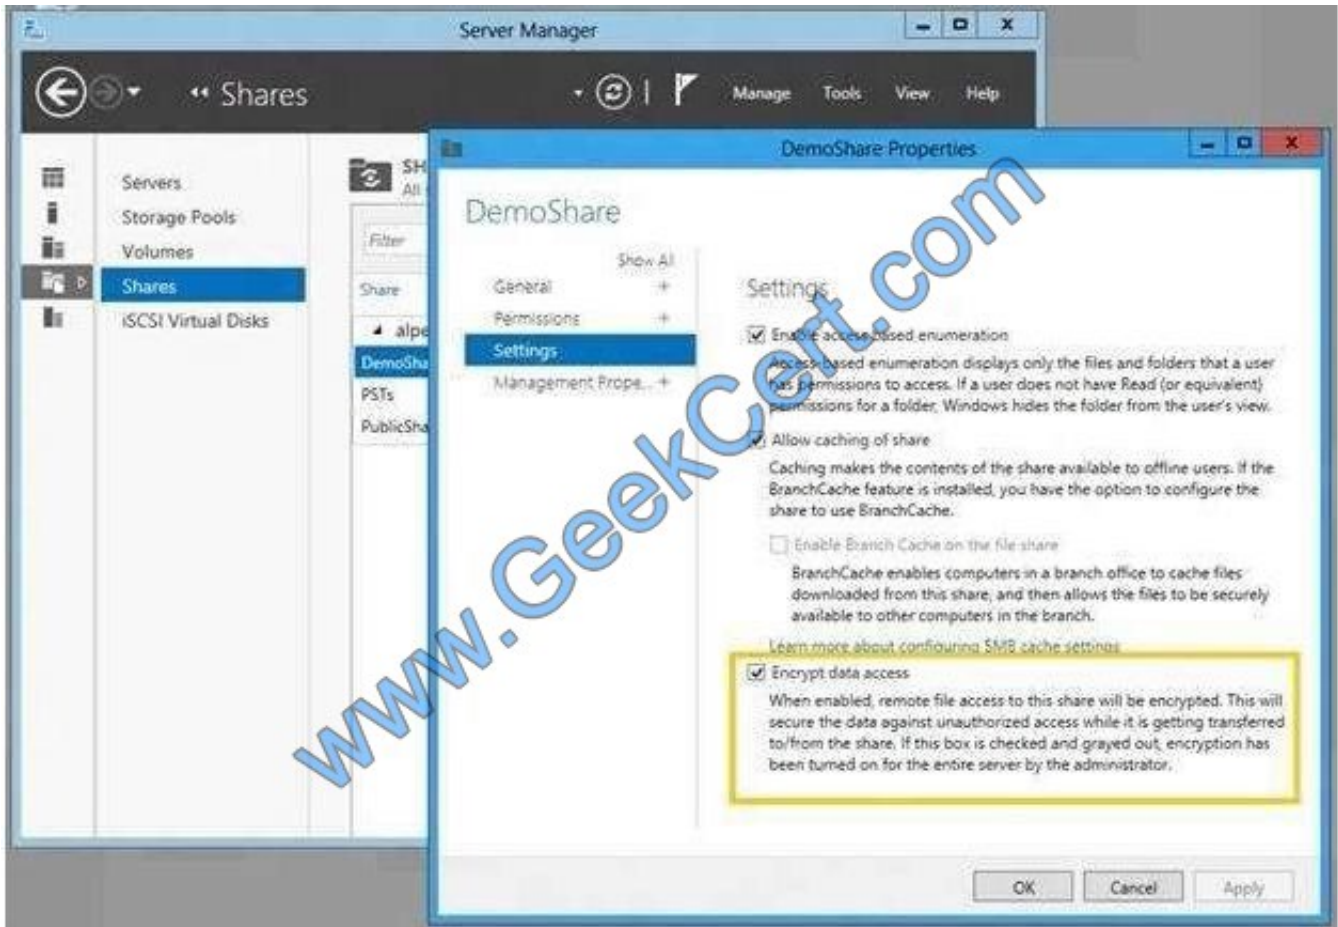 Server Manager
Shares
Manage Tools View Help
Servers
Storage Pools
Volumes
Shares
iSCSI Virtual Disks
SH
All
Filter
Share
alpe
DemoSha
PSTs
PublicSha
DemoShare Properties
DemoShare
Show All
General +
Permissions +
Settings
Management Prope... +
Settings
Enable access-based enumeration
Access-based enumeration displays only the files and folders that a user
has permissions to access. If a user does not have Read (or equivalent)
permissions for a folder, Windows hides the folder from the user's view.
Allow caching of share
Caching makes the contents of the share available to offline users. If the
BranchCache feature is installed, you have the option to configure the
share to use BranchCache.
Enable Branch Cache on the file share
BranchCache enables computers in a branch office to cache files
downloaded from this share, and then allows the files to be securely
available to other computers in the branch.
Learn more about configuring SMB cache settings
Encrypt data access
When enabled, remote file access to this share will be encrypted. This will
secure the data against unauthorized access while it is getting transferred
to/from the share. If this box is checked and grayed out, encryption has
been turned on for the entire server by the administrator.
OK Cancel Apply
www.GeekCert.com